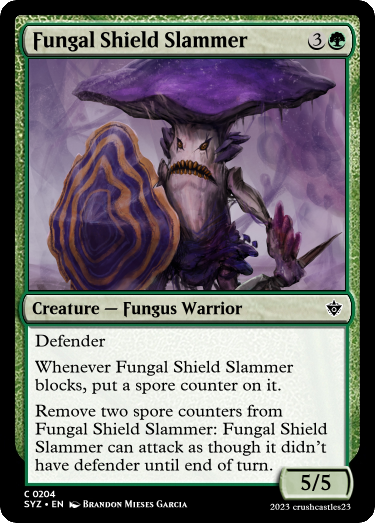 Fungal Shield Slammer 3
Creature — Fungus Warrior
Defender
Whenever Fungal Shield Slammer
blocks, put a spore counter on it.
Remove two spore counters from
Fungal Shield Slammer: Fungal Shield
Slammer can attack as though it didn't
have defender until end of turn.
5/5
C 0204
SYZ • EN Brandon Mieses Garcia
2023 crushcastles23